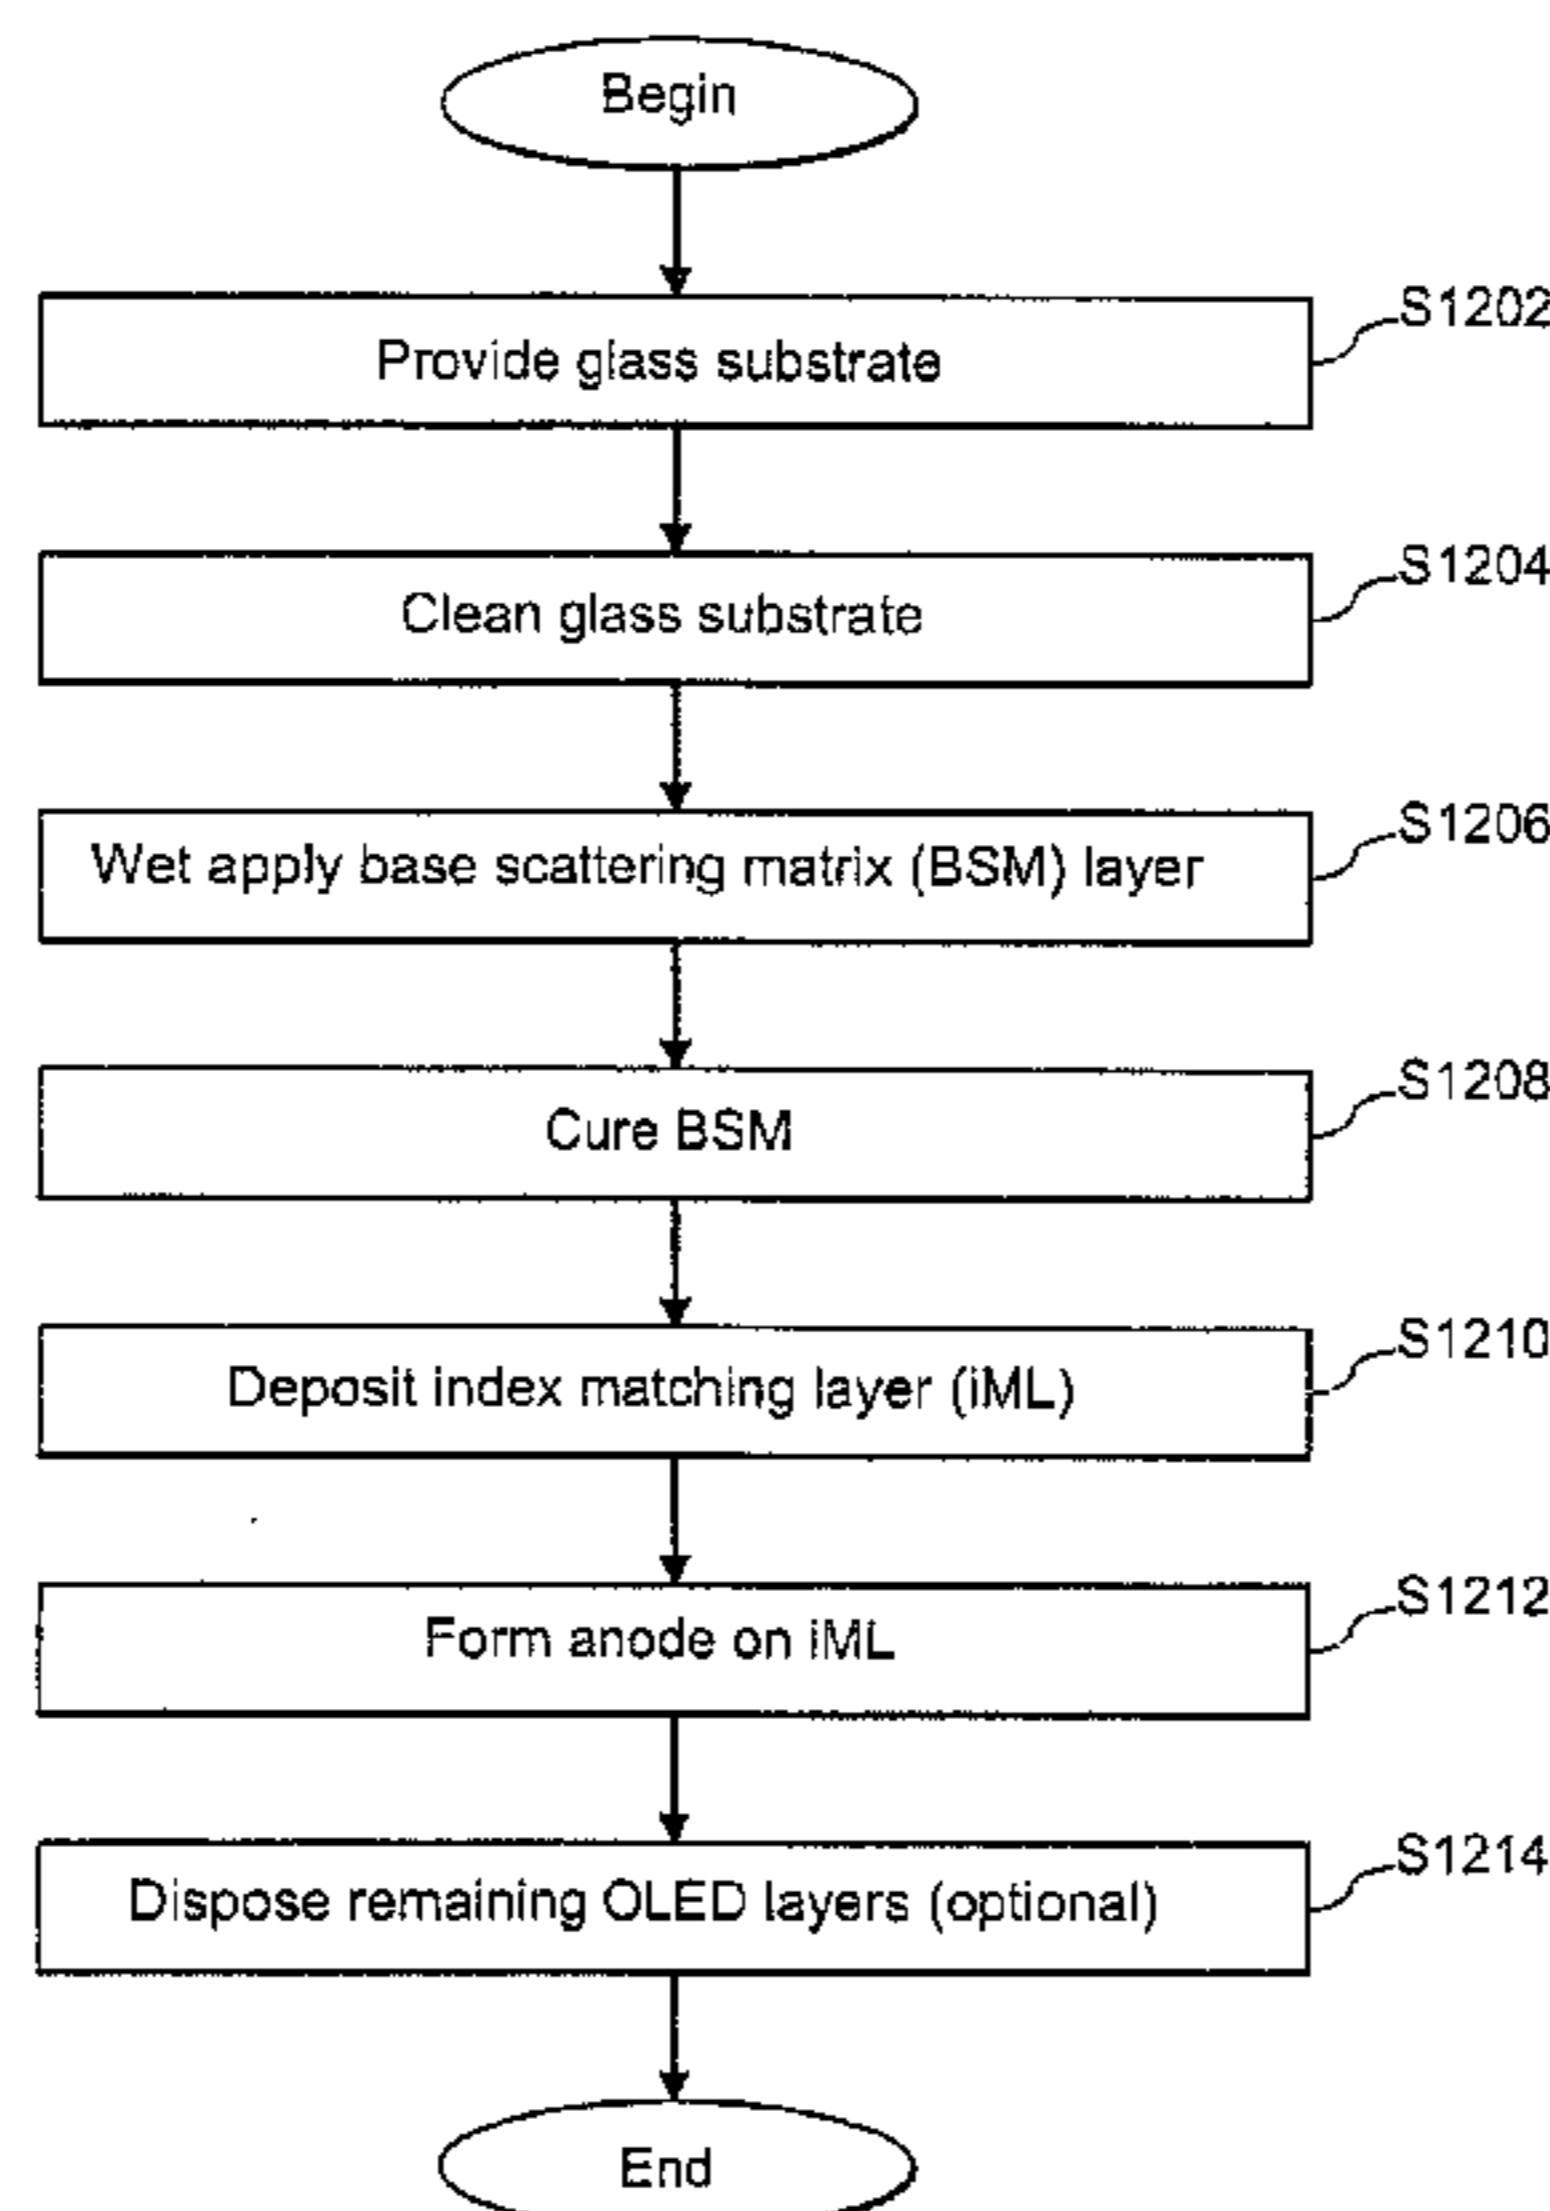 Begin
Provide glass substrate
S1202
Clean glass substrate
S1204
Wet apply base scattering matrix (BSM) layer
S1206
Cure BSM
S1208
Deposit index matching layer (iML)
S1210
Form anode on iML
S1212
Dispose remaining OLED layers (optional)
S1214
End